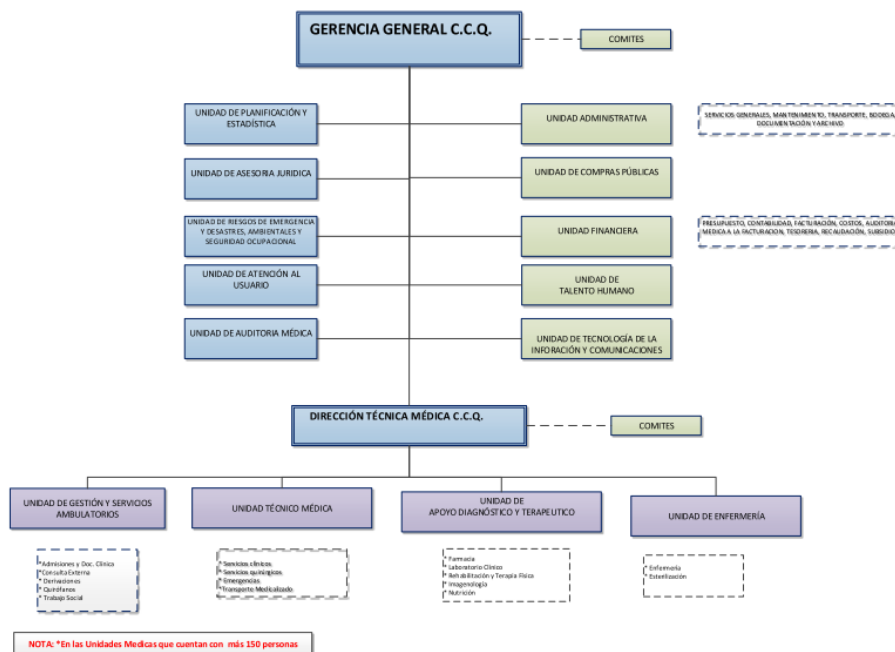 GERENCIA GENERAL C.C.Q.
COMITES
UNIDAD DE PLANIFICACIÓN Y
ESTADÍSTICA
UNIDAD ADMINISTRATIVA
SERVICIOS GENERALES, MANTENIMIENTO, TRANSPORTE, BODEGA,
DOCUMENTACIÓN Y ARCHIVO
UNIDAD DE ASESORIA JURIDICA
UNIDAD DE COMPRAS PÚBLICAS
UNIDAD DE RIESGOS DE EMERGENCIA
Y DESASTRES, AMBIENTALES Y
SEGURIDAD OCUPACIONAL
UNIDAD FINANCIERA
PRESUPUESTO, CONTABILIDAD, FACTURACIÓN, COSTOS, AUDITORIA
MEDICA A LA FACTURACION, TESORERIA, RECAUDACIÓN, SUBSIDIO
UNIDAD DE ATENCIÓN AL
USUARIO
UNIDAD DE
TALENTO HUMANO
UNIDAD DE AUDITORIA MÉDICA
UNIDAD DE TECNOLOGÍA DE LA
INFORACIÓN Y COMUNICACIONES
DIRECCIÓN TÉCNICA MÉDICA C.C.Q.
COMITES
UNIDAD DE GESTIÓN Y SERVICIOS
AMBULATORIOS
UNIDAD TÉCNICO MÉDICA
UNIDAD DE
APOYO DIAGNÓSTICO Y TERAPEUTICO
UNIDAD DE ENFERMERÍA
*Admisiones y Doc. Clínica
*Consulta Externa
* Derivaciones
* Quirófanos
* Trabajo Social
* Servicios clínicos
* Servicios quirúrgicos
* Emergencias
*Transporte Medicalizado
* Farmacia
* Laboratorio Clínico
* Rehabilitación y Terapia Física
* Imagenología
* Nutrición
* Enfermería
* Esterilización
NOTA: *En las Unidades Medicas que cuentan con más 150 personas